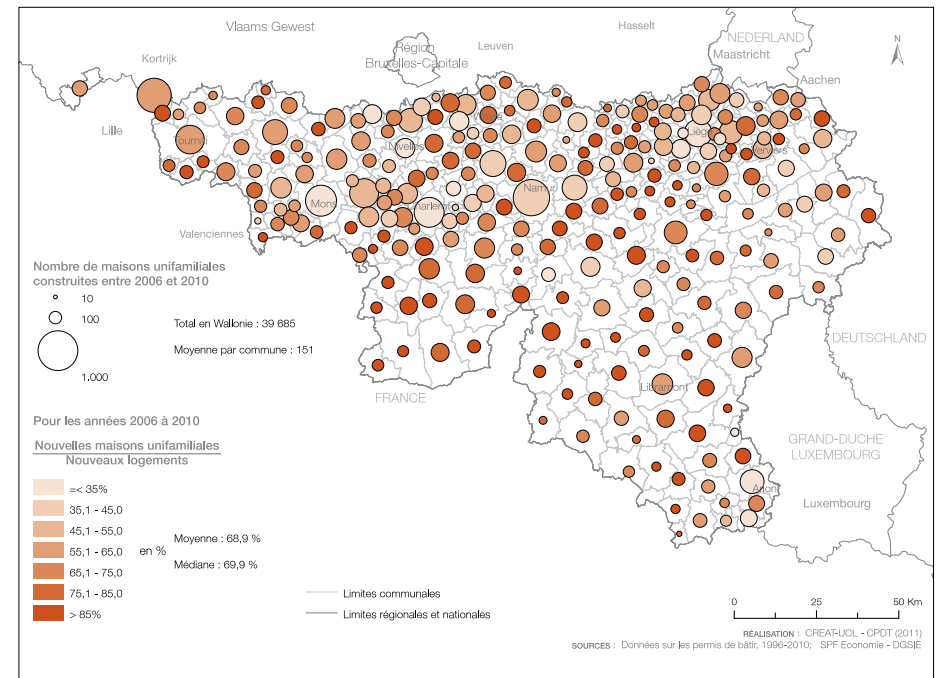 Vlaams Gewest
Hasselt
NEDERLAND
Maastricht
N
Kortrijk
Région
Bruxelles-Capitale
Leuven
Aachen
Lille
Tournai
Nivelles
Liège
Verviers
Namur
Mons
Charleroi
Valenciennes
Nombre de maisons unifamiliales
construites entre 2006 et 2010
10
100
1.000
Total en Wallonie : 39 685
Moyenne par commune : 151
DEUTSCHLAND
FRANCE
Libramont
GRAND-DUCHE
LUXEMBOURG
Arlon
Luxembourg
Pour les années 2006 à 2010
Nouvelles maisons unifamiliales
Nouveaux logements
=< 35%
35,1 - 45,0
45,1 - 55,0
55,1 - 65,0
65,1 - 75,0
75,1 - 85,0
> 85%
en %
Moyenne : 68,9 %
Médiane : 69,9 %
Limites communales
Limites régionales et nationales
0 25 50 Km
RÉALISATION : CREAT-UCL - CPDT (2011)
SOURCES : Données sur les permis de bâtir, 1996-2010; SPF Economie - DGSIE